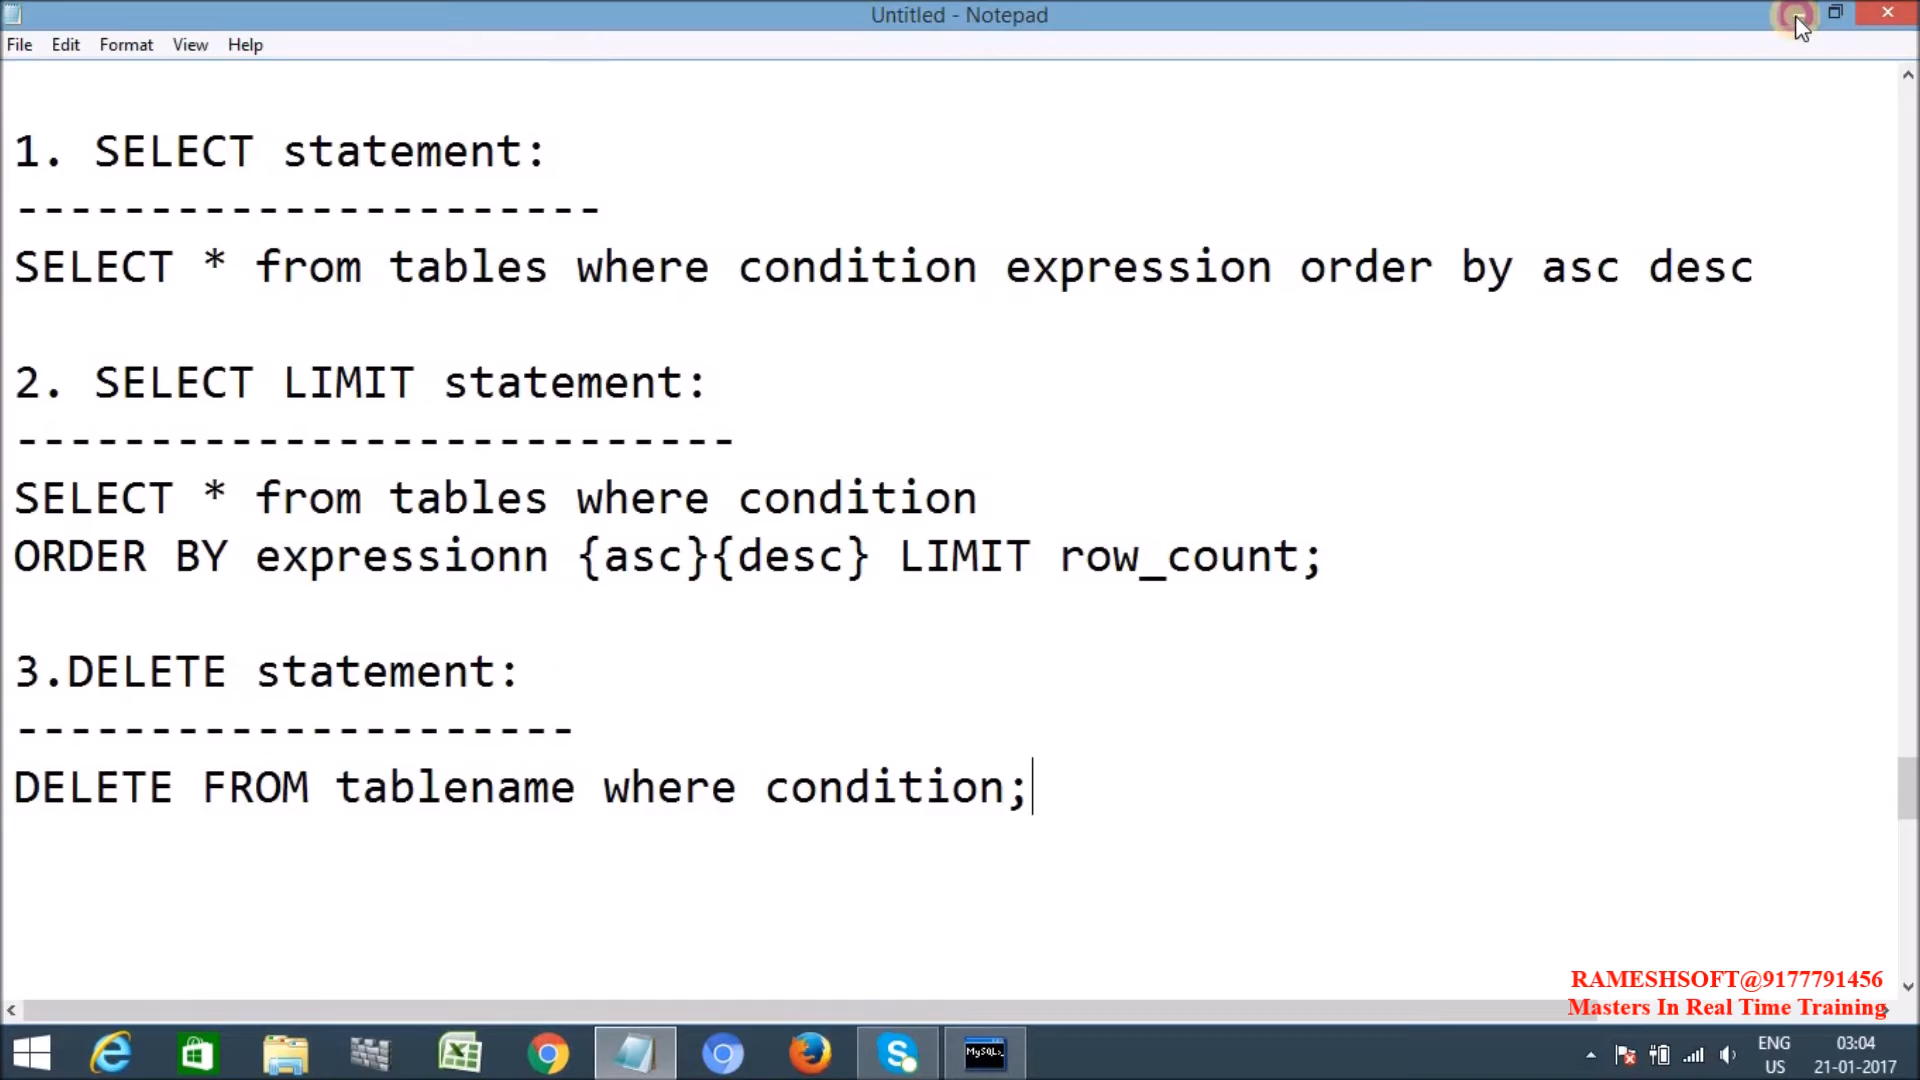 Untitled - Notepad
File Edit Format View Help
1. SELECT statement:
----------------------
SELECT * from tables where condition expression order by asc desc
2. SELECT LIMIT statement:
---------------------------
SELECT * from tables where condition
ORDER BY expressionn {asc}{desc} LIMIT row_count;
3.DELETE statement:
---------------------
DELETE FROM tablename where condition;
RAMESHSOFT@9177791456
Masters In Real Time Training
MySQL
ENG 03:04
US 21-01-2017